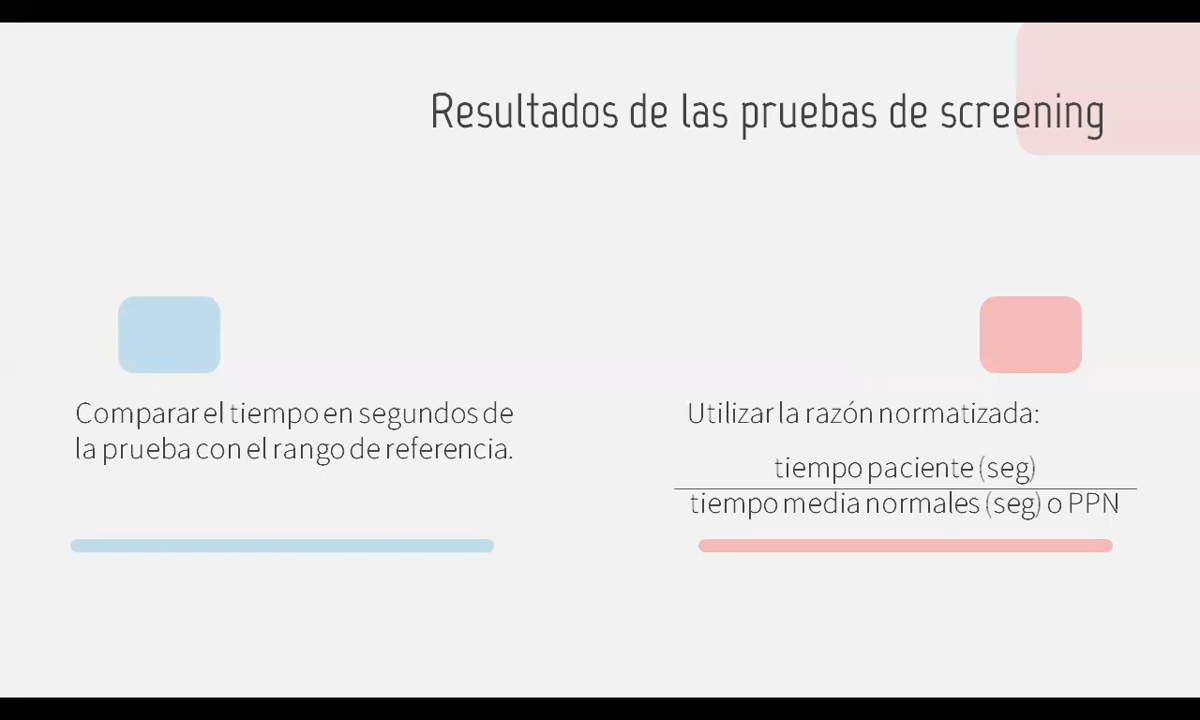 Resultados de las pruebas de screening
Comparar el tiempo en segundos de
la prueba con el rango de referencia.
Utilizar la razón normatizada:
tiempo paciente (seg)
tiempo media normales (seg) o PPN